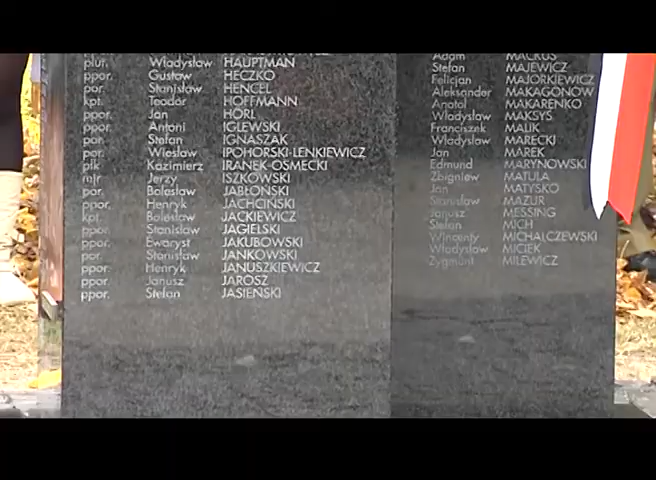 plut. Władysław HAUPTMAN
ppor. Gustaw HECZKO
por. Stanisław HENCEL
kpt. Teodor HOFFMANN
ppor. Jan HÖRL
por. Antoni IGLEWSKI
por. Stefan IGNASZAK
por. Wiesław IPOHORSKI-LENKIEWICZ
płk Kazimierz IRANEK-OSMECKI
mjr Jerzy ISZKOWSKI
por. Bolesław JABŁOŃSKI
ppor. Henryk JACHCIŃSKI
kpt. Bolesław JACKIEWICZ
ppor. Stanisław JAGIELSKI
ppor. Ewaryst JAKUBOWSKI
por. Stanisław JANKOWSKI
ppor. Henryk JANUSZKIEWICZ
ppor. Janusz JAROSZ
ppor. Stefan JASIEŃSKI
Adam MACKUS
Stefan MAJEWICZ
Felicjan MAJORKIEWICZ
Aleksander MAKAGONOW
Anatol MAKARENKO
Władysław MAKSYS
Franciszek MALIK
Władysław MARECKI
Jan MAREK
Edmund MARYNOWSKI
Zbigniew MATULA
Jan MATYSKO
Stanisław MAZUR
Janusz MESSING
Stefan MICH
Wincenty MICHALCZEWSKI
Władysław MICIEK
Zygmunt MILEWICZ